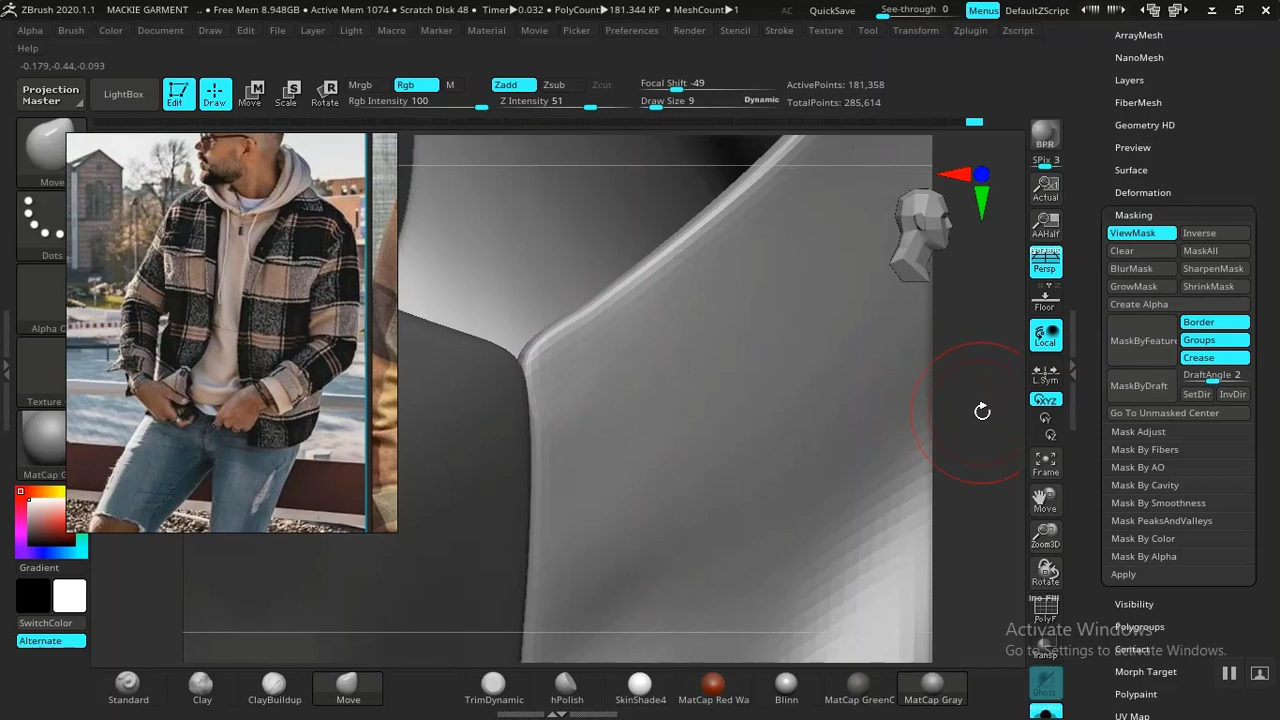 ZBrush 2020.1.1 MACKIE GARMENT .. • Free Mem 8.948GB • Active Mem 1074 • Scratch Disk 48 • Timer▶0.032 • PolyCount▶181.344 KP • MeshCount▶1 AC QuickSave See-through 0 Menus DefaultZScript
Alpha Brush Color Document Draw Edit File Layer Light Macro Marker Material Movie Picker Preferences Render Stencil Stroke Texture Tool Transform Zplugin Zscript
Help
-0.179,-0.44,-0.093
Projection Master
LightBox
Edit
Draw
Move
Scale
Rotate
Mrgb Rgb M
Rgb Intensity 100
Zadd Zsub Zcut
Z Intensity 51
Focal Shift -49
Draw Size 9 Dynamic
ActivePoints: 181,358
TotalPoints: 285,614
Move
Dots
Alpha O
Texture
MatCap G
Gradient
SwitchColor
Alternate
BPR
SPix 3
Actual
AAHalf
Persp
Floor
Local
L.Sym
XYZ
Y
Z
Frame
Move
Zoom3D
Rotate
PolyF
Transp
Ghost
ArrayMesh
NanoMesh
Layers
FiberMesh
Geometry HD
Preview
Surface
Deformation
Masking
ViewMask Inverse
Clear MaskAll
BlurMask SharpenMask
GrowMask ShrinkMask
Create Alpha
MaskByFeature
Border
Groups
Crease
MaskByDraft
DraftAngle 2
SetDir InvDir
Go To Unmasked Center
Mask Adjust
Mask By Fibers
Mask By AO
Mask By Cavity
Mask By Smoothness
Mask PeaksAndValleys
Mask By Color
Mask By Alpha
Apply
Visibility
Polygroups
Contact
Morph Target
Polypaint
UV Map
Activate Windows
Go to Settings to activate Windows.
Standard
Clay
ClayBuildup
Move
TrimDynamic
hPolish
SkinShade4
MatCap Red Wa
Blinn
MatCap GreenC
MatCap Gray